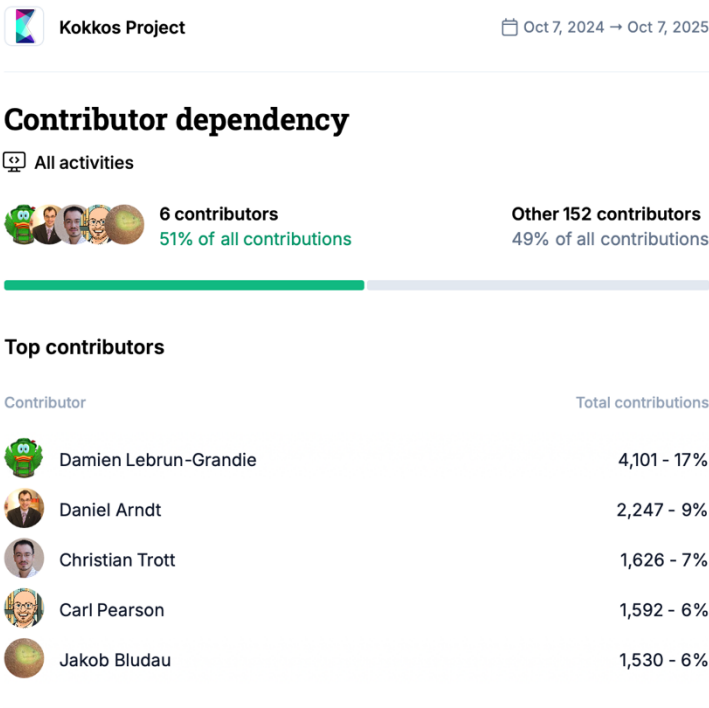 Kokkos Project
Oct 7, 2024 → Oct 7, 2025
Contributor dependency
All activities
6 contributors
51% of all contributions
Other 152 contributors
49% of all contributions
Top contributors
Contributor Total contributions
Damien Lebrun-Grandie 4,101 - 17%
Daniel Arndt 2,247 - 9%
Christian Trott 1,626 - 7%
Carl Pearson 1,592 - 6%
Jakob Bludau 1,530 - 6%